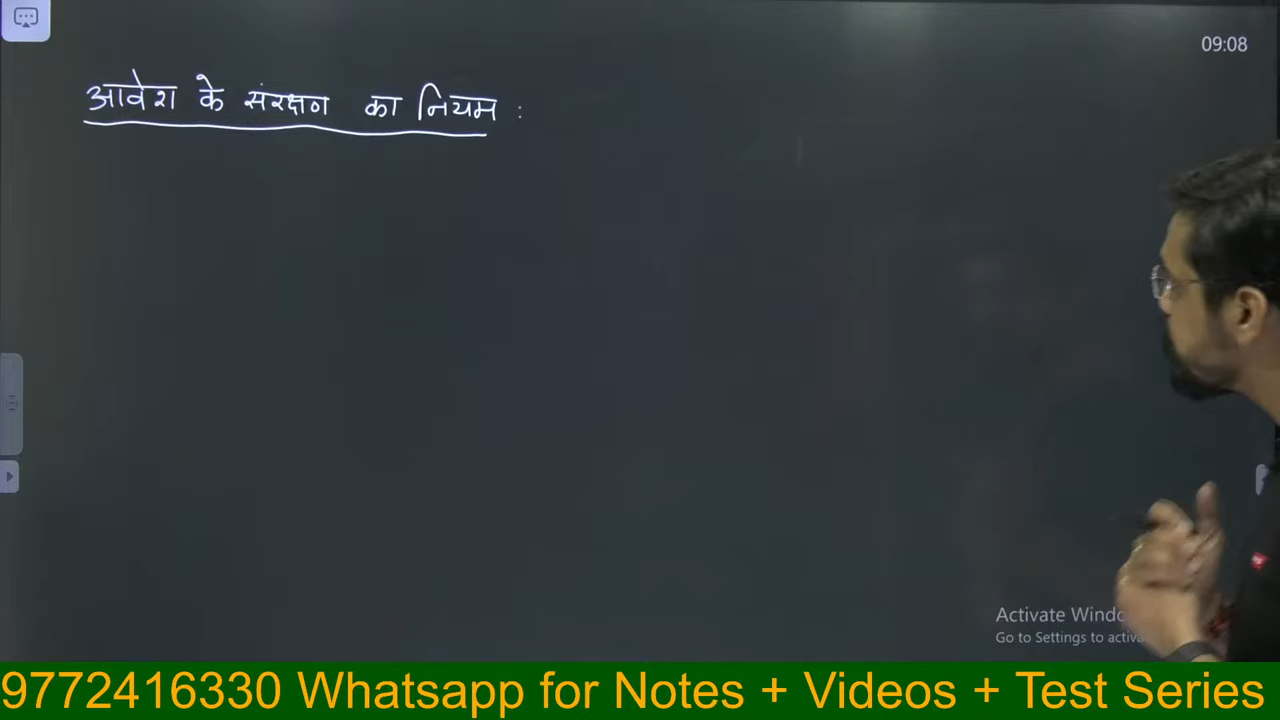 09:08
आवेश के संरक्षण का नियम :
Activate Windo
Go to Settings to activa
9772416330 Whatsapp for Notes + Videos + Test Series